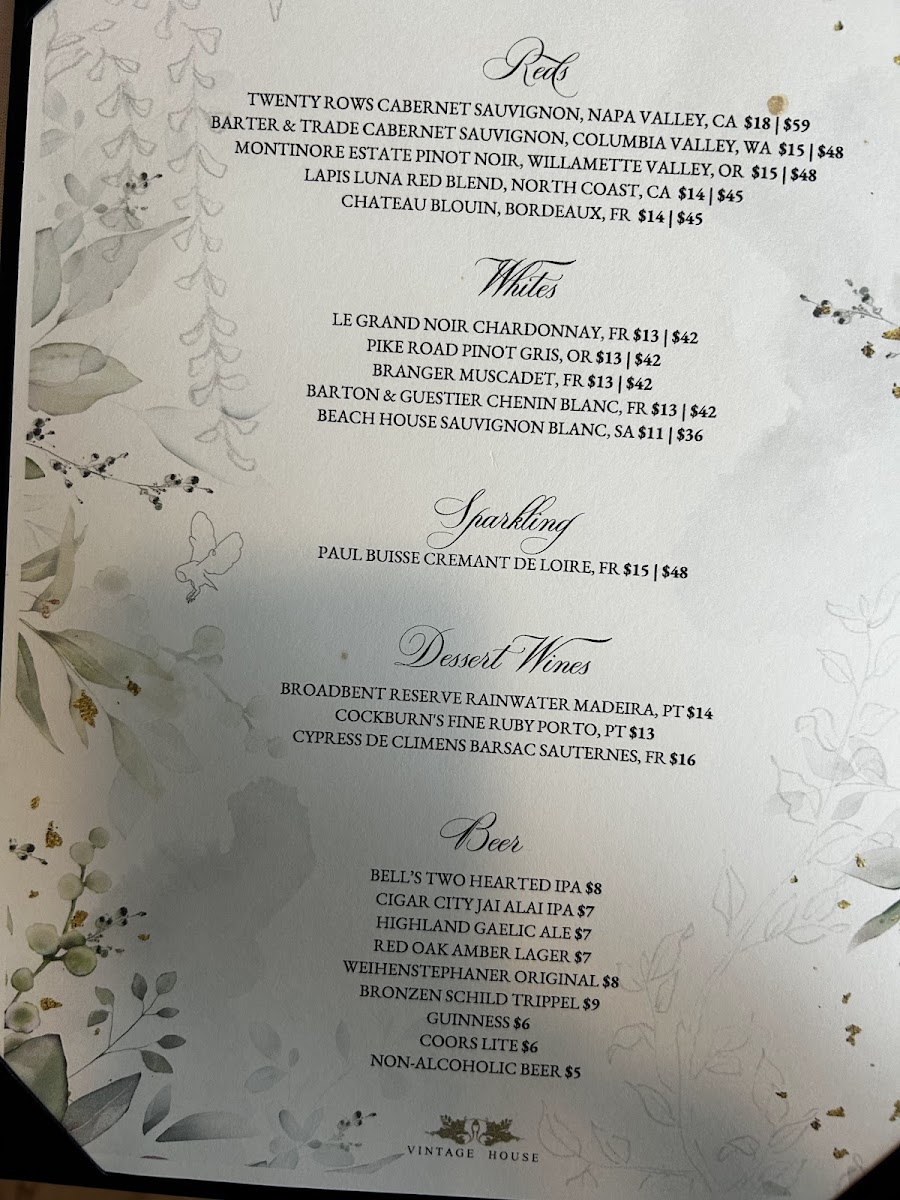 Reds
TWENTY ROWS CABERNET SAUVIGNON, NAPA VALLEY, CA $18 | $59
BARTER & TRADE CABERNET SAUVIGNON, COLUMBIA VALLEY, WA $15 | $48
MONTINORE ESTATE PINOT NOIR, WILLAMETTE VALLEY, OR $15 | $48
LAPIS LUNA RED BLEND, NORTH COAST, CA $14 | $45
CHATEAU BLOUIN, BORDEAUX, FR $14 | $45
Whites
LE GRAND NOIR CHARDONNAY, FR $13 | $42
PIKE ROAD PINOT GRIS, OR $13 | $42
BRANGER MUSCADET, FR $13 | $42
BARTON & GUESTIER CHENIN BLANC, FR $13 | $42
BEACH HOUSE SAUVIGNON BLANC, SA $11 | $36
Sparkling
PAUL BUISSE CREMANT DE LOIRE, FR $15 | $48
Dessert Wines
BROADBENT RESERVE RAINWATER MADEIRA, PT $14
COCKBURN'S FINE RUBY PORTO, PT $13
CYPRESS DE CLIMENS BARSAC SAUTERNES, FR $16
Beer
BELL'S TWO HEARTED IPA $8
CIGAR CITY JAI ALAI IPA $7
HIGHLAND GAELIC ALE $7
RED OAK AMBER LAGER $7
WEIHENSTEPHANER ORIGINAL $8
BRONZEN SCHILD TRIPPEL $9
GUINNESS $6
COORS LITE $6
NON-ALCOHOLIC BEER $5
VINTAGE HOUSE